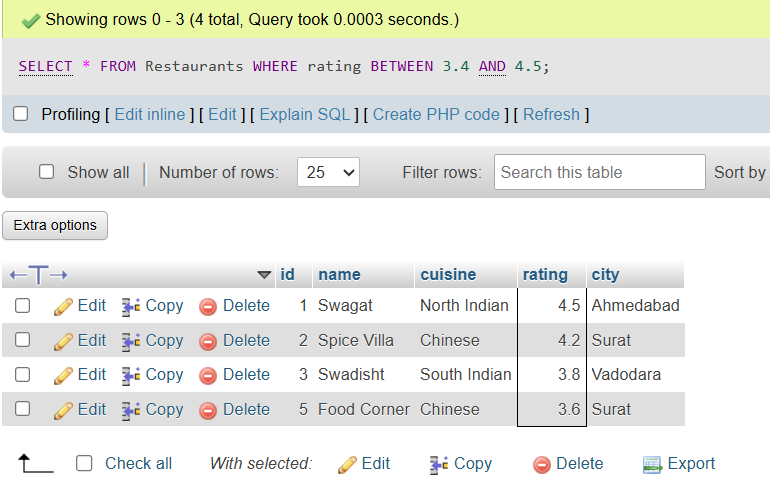 Showing rows 0 - 3 (4 total, Query took 0.0003 seconds.)
SELECT * FROM Restaurants WHERE rating BETWEEN 3.4 AND 4.5;
Profiling [ Edit inline ] [ Edit ] [ Explain SQL ] [ Create PHP code ] [ Refresh ]
Show all Number of rows: 25 Filter rows: Search this table Sort by
Extra options
id name cuisine rating city
Edit Copy Delete 1 Swagat North Indian 4.5 Ahmedabad
Edit Copy Delete 2 Spice Villa Chinese 4.2 Surat
Edit Copy Delete 3 Swadisht South Indian 3.8 Vadodara
Edit Copy Delete 5 Food Corner Chinese 3.6 Surat
Check all With selected: Edit Copy Delete Export